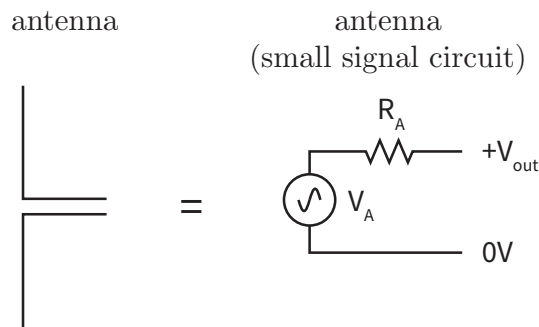 antenna
antenna
(small signal circuit)
R_A
+V_out
=
V_A
0V